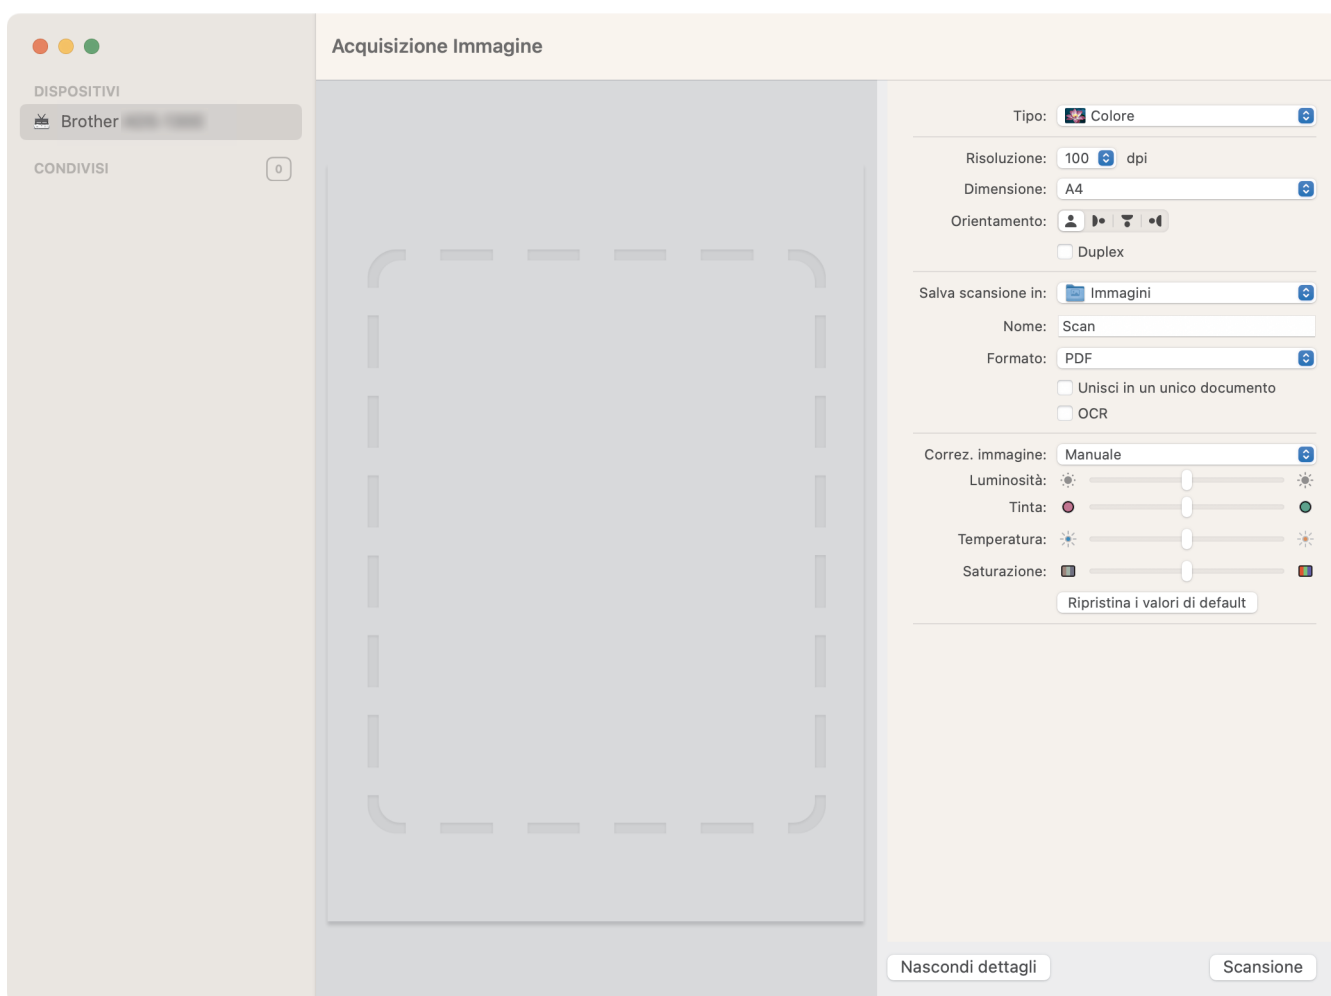 Acquisizione Immagine
DISPOSITIVI
Brother
CONDIVISI 0
Tipo: Colore
Risoluzione: 100 dpi
Dimensione: A4
Orientamento:
Duplex
Salva scansione in: Immagini
Nome: Scan
Formato: PDF
Unisci in un unico documento
OCR
Correz. immagine: Manuale
Luminosità:
Tinta:
Temperatura:
Saturazione:
Ripristina i valori di default
Nascondi dettagli
Scansione